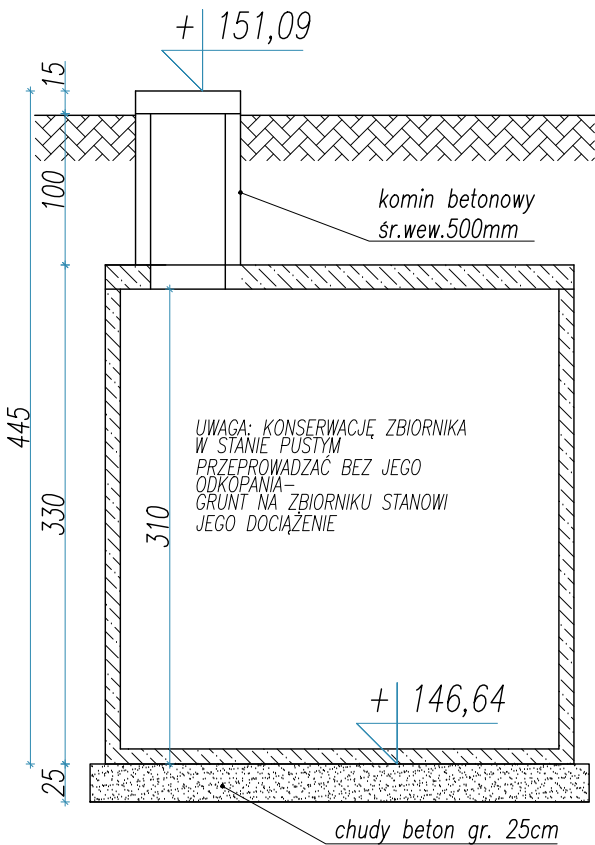 + 151,09
15
100
komin betonowy
śr.wew.500mm
445
330
310
UWAGA: KONSERWACJĘ ZBIORNIKA
W STANIE PUSTYM
PRZEPROWADZAĆ BEZ JEGO
ODKOPANIA–
GRUNT NA ZBIORNIKU STANOWI
JEGO DOCIĄŻENIE
+ 146,64
25
chudy beton gr. 25cm